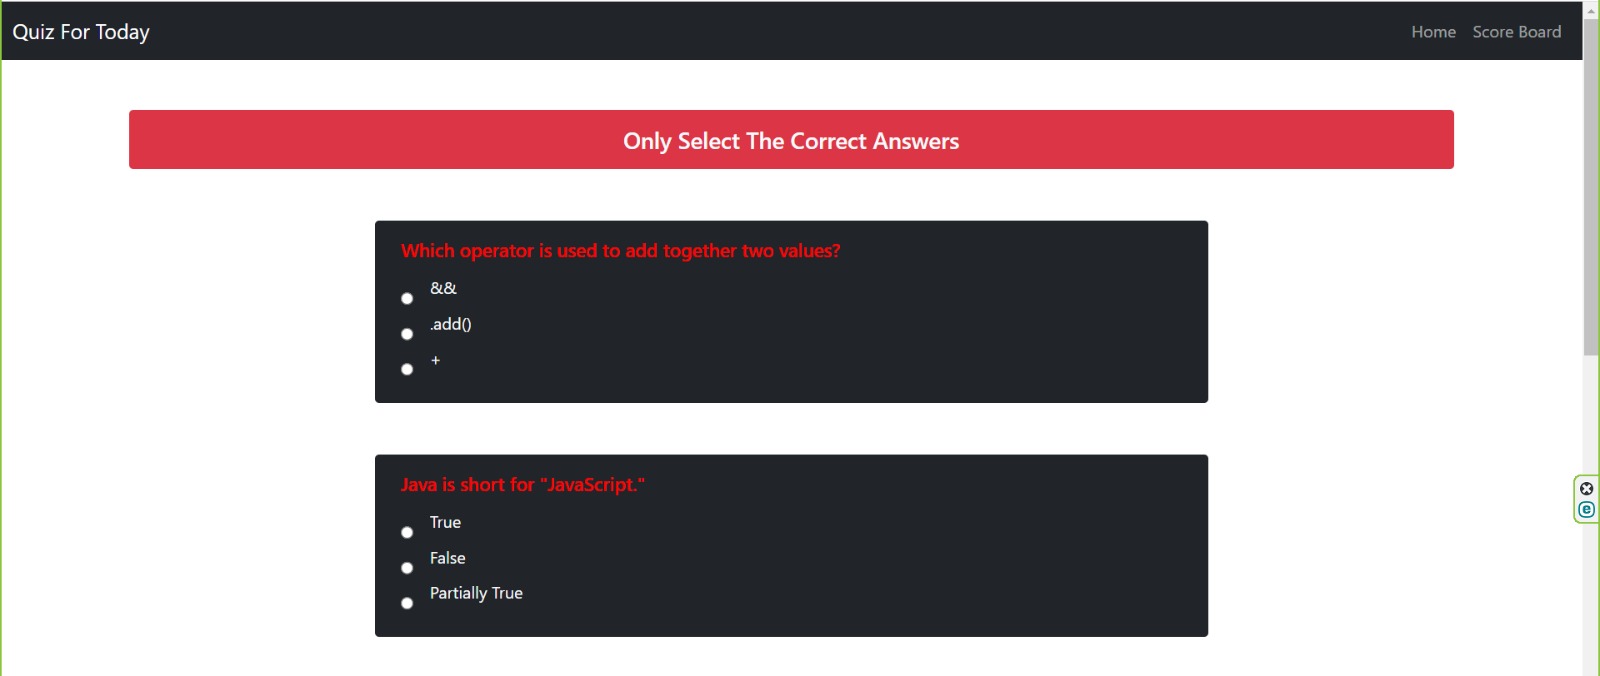 Quiz For Today
Home Score Board
Only Select The Correct Answers
Which operator is used to add together two values?
&&
.add()
+
Java is short for "JavaScript."
True
False
Partially True
e